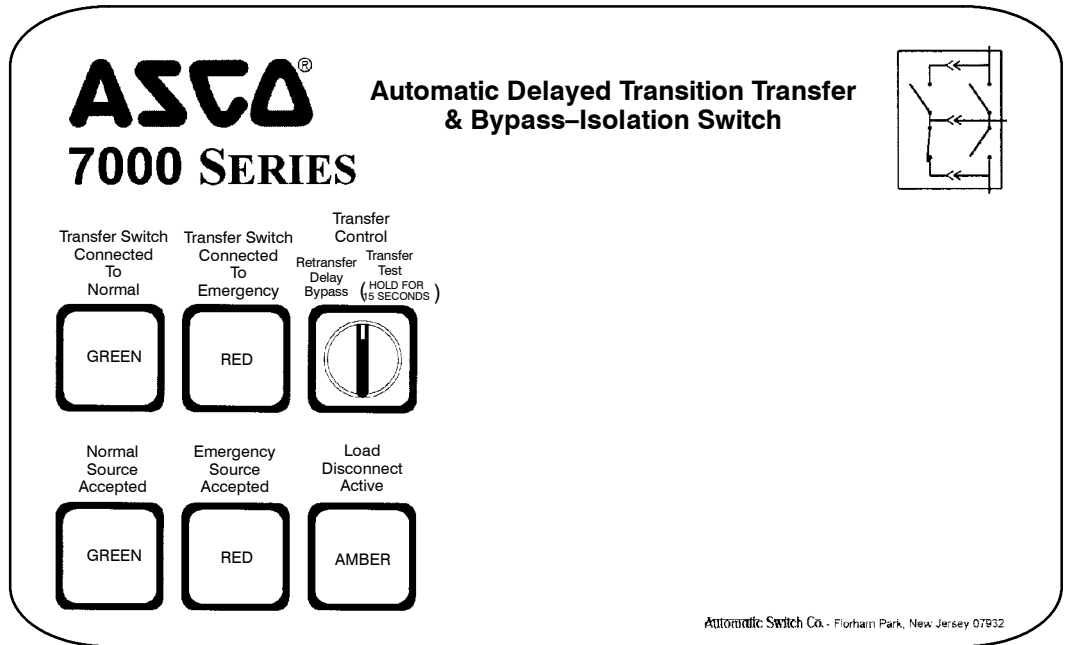 ASCO®
7000 SERIES
Automatic Delayed Transition Transfer
& Bypass–Isolation Switch
Transfer Switch
Connected
To
Normal
Transfer Switch
Connected
To
Emergency
Transfer
Control
Retransfer
Delay
Bypass
Transfer
Test
(HOLD FOR
15 SECONDS)
GREEN
RED
Normal
Source
Accepted
Emergency
Source
Accepted
Load
Disconnect
Active
GREEN
RED
AMBER
Automatic Switch Co. - Florham Park, New Jersey 07932